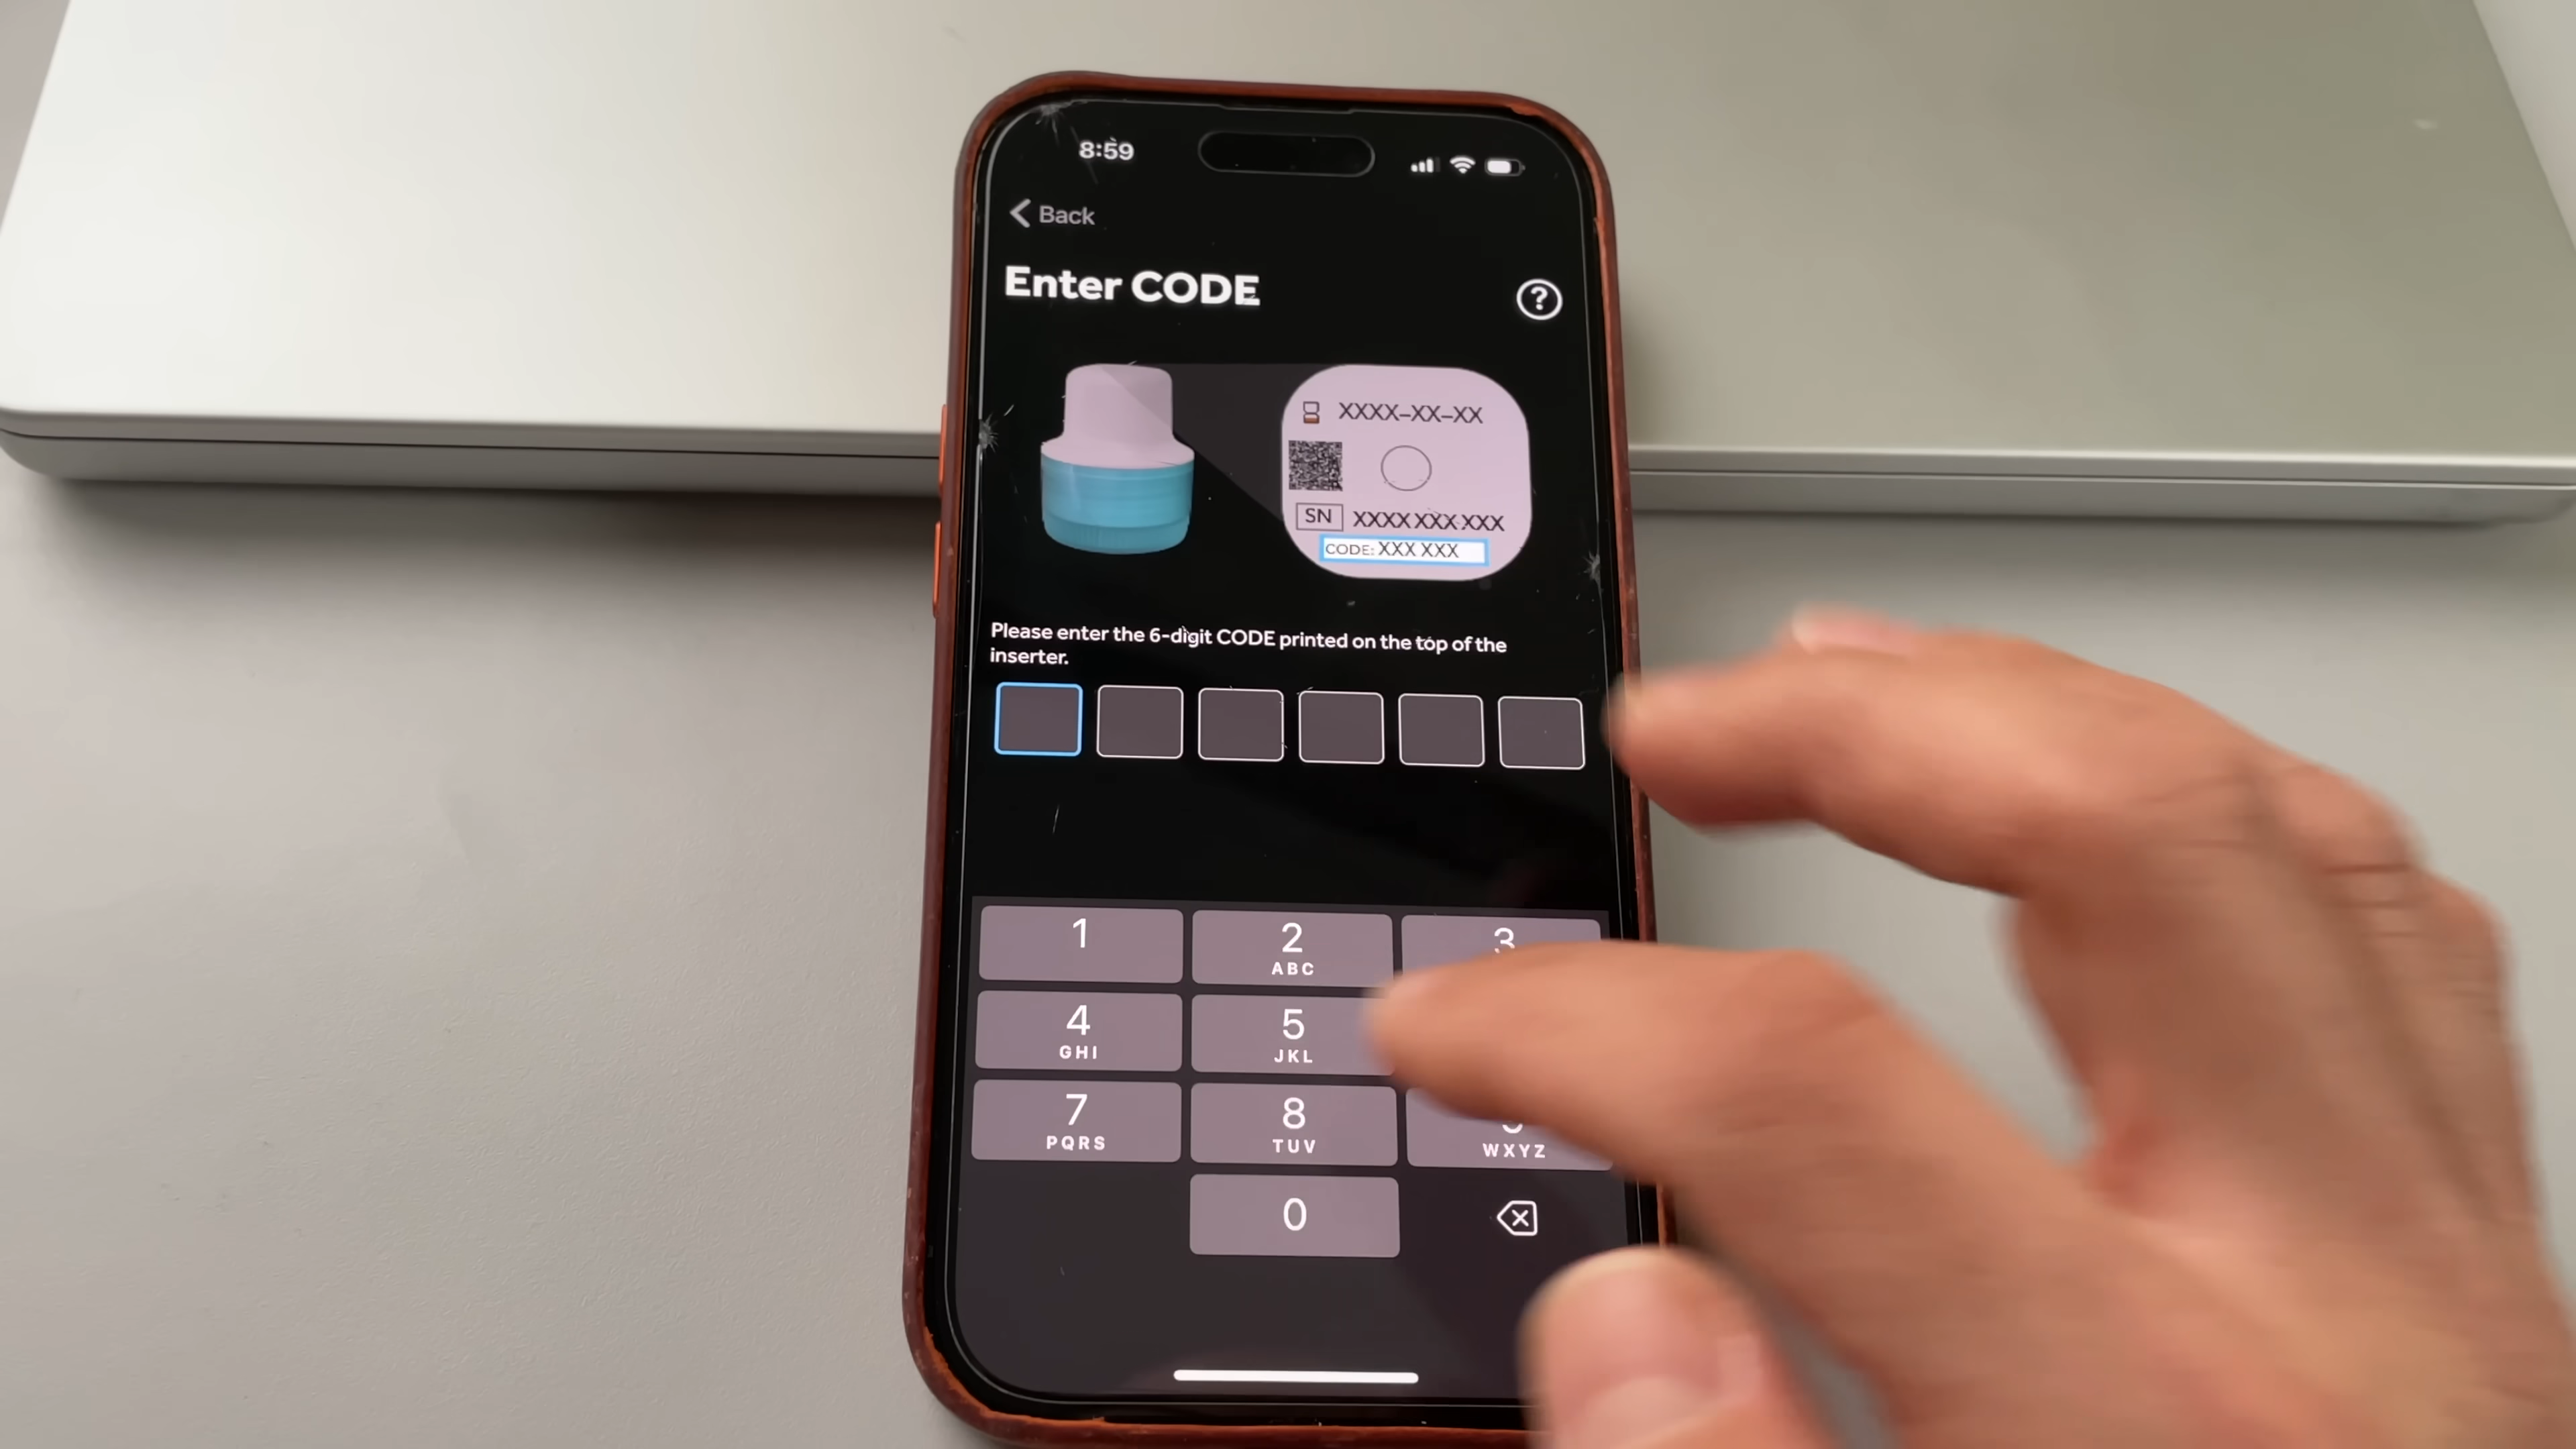 8:59
Back
Enter CODE
?
XXXX-XX-XX
SN XXXX XXX XXX
CODE: XXX XXX
Please enter the 6-digit CODE printed on the top of the
inserter.
1 2 3
ABC
4 5
GHI JKL
7 8
PQRS TUV WXYZ
0